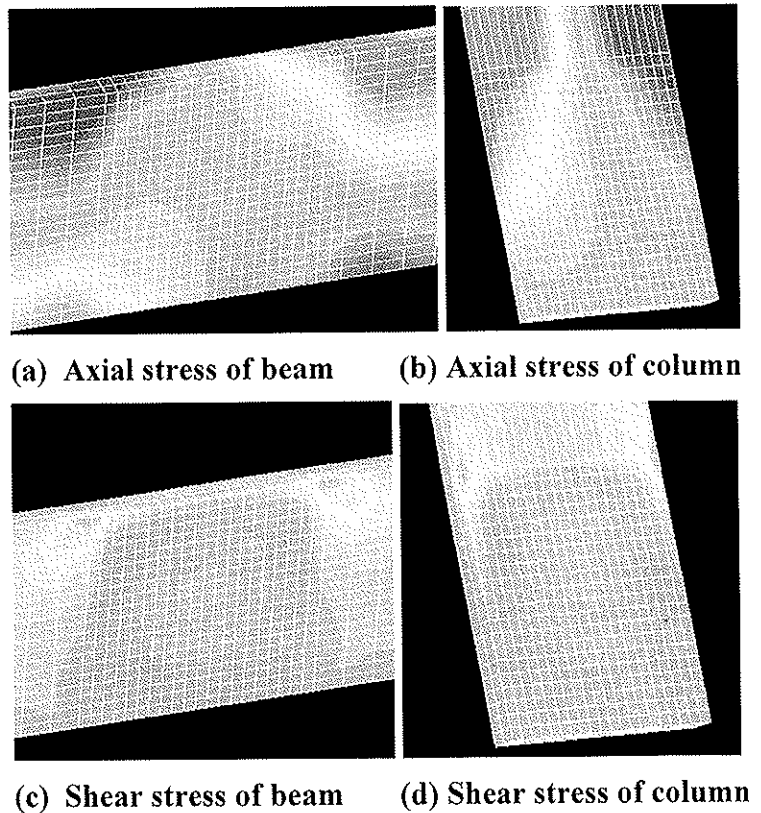 (a) Axial stress of beam
(b) Axial stress of column
(c) Shear stress of beam
(d) Shear stress of column